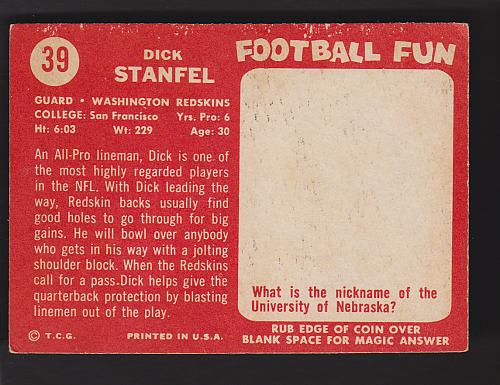 39
DICK
STANFEL
FOOTBALL FUN
GUARD • WASHINGTON REDSKINS
COLLEGE: San Francisco Yrs. Pro: 6
Ht: 6:03 Wt: 229 Age: 30
An All-Pro lineman, Dick is one of
the most highly regarded players
in the NFL. With Dick leading the
way, Redskin backs usually find
good holes to go through for big
gains. He will bowl over anybody
who gets in his way with a jolting
shoulder block. When the Redskins
call for a pass.Dick helps give the
quarterback protection by blasting
linemen out of the play.
What is the nickname of the
University of Nebraska?
© T.C.G. PRINTED IN U.S.A.
RUB EDGE OF COIN OVER
BLANK SPACE FOR MAGIC ANSWER